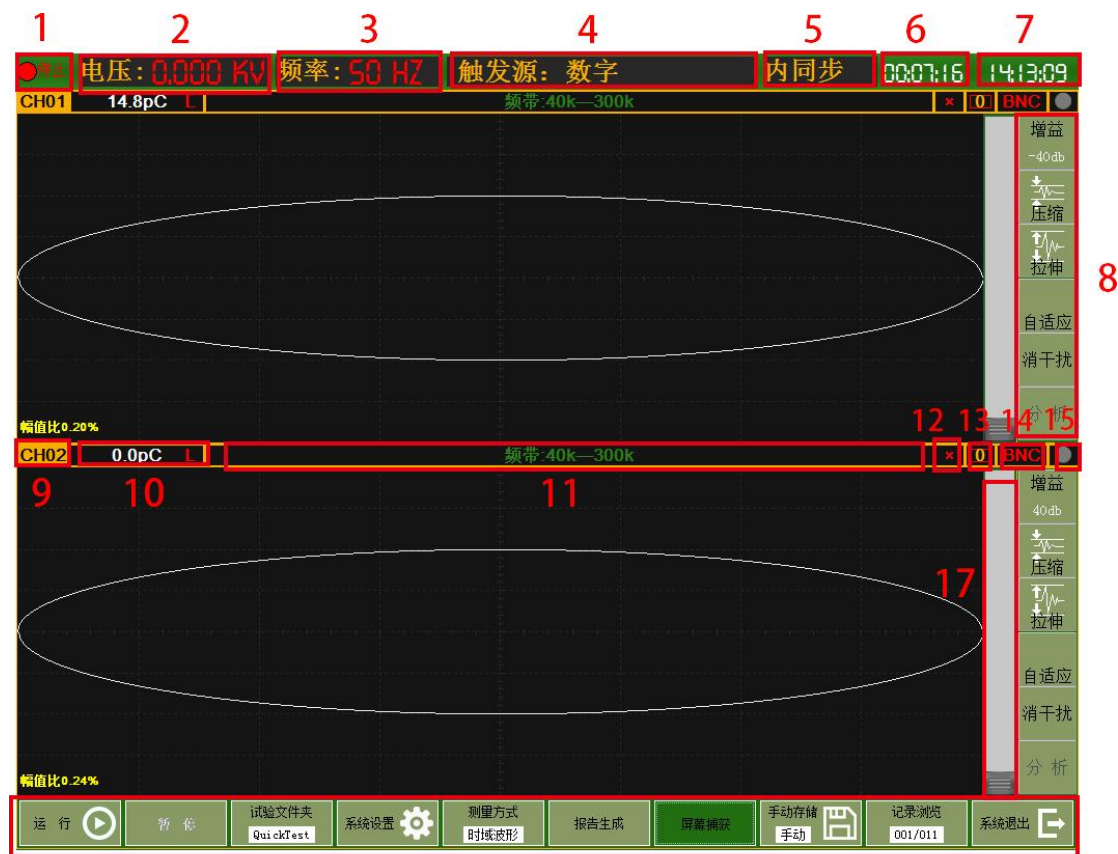 1 2 3 4 5 6 7
电压: 0.000 KV 频率: 50 HZ 触发源: 数字 内同步 00:07:16 14:13:09
CH01 14.8pC L 频带:40k—300k × 0 BNC
增益
-40db
压缩
拉伸
8
自适应
消干扰
分析
幅值比0.20%
12 13 14 15
CH02 0.0pC L 频带:40k—300k × 0 BNC
9 10 11
增益
40db
压缩
17
拉伸
自适应
消干扰
分 析
幅值比0.24%
运 行 暂 停 试验文件夹 系统设置 测量方式 报告生成 屏幕捕获 手动存储 记录浏览 系统退出
QuickTest 时域波形 手动 001/011